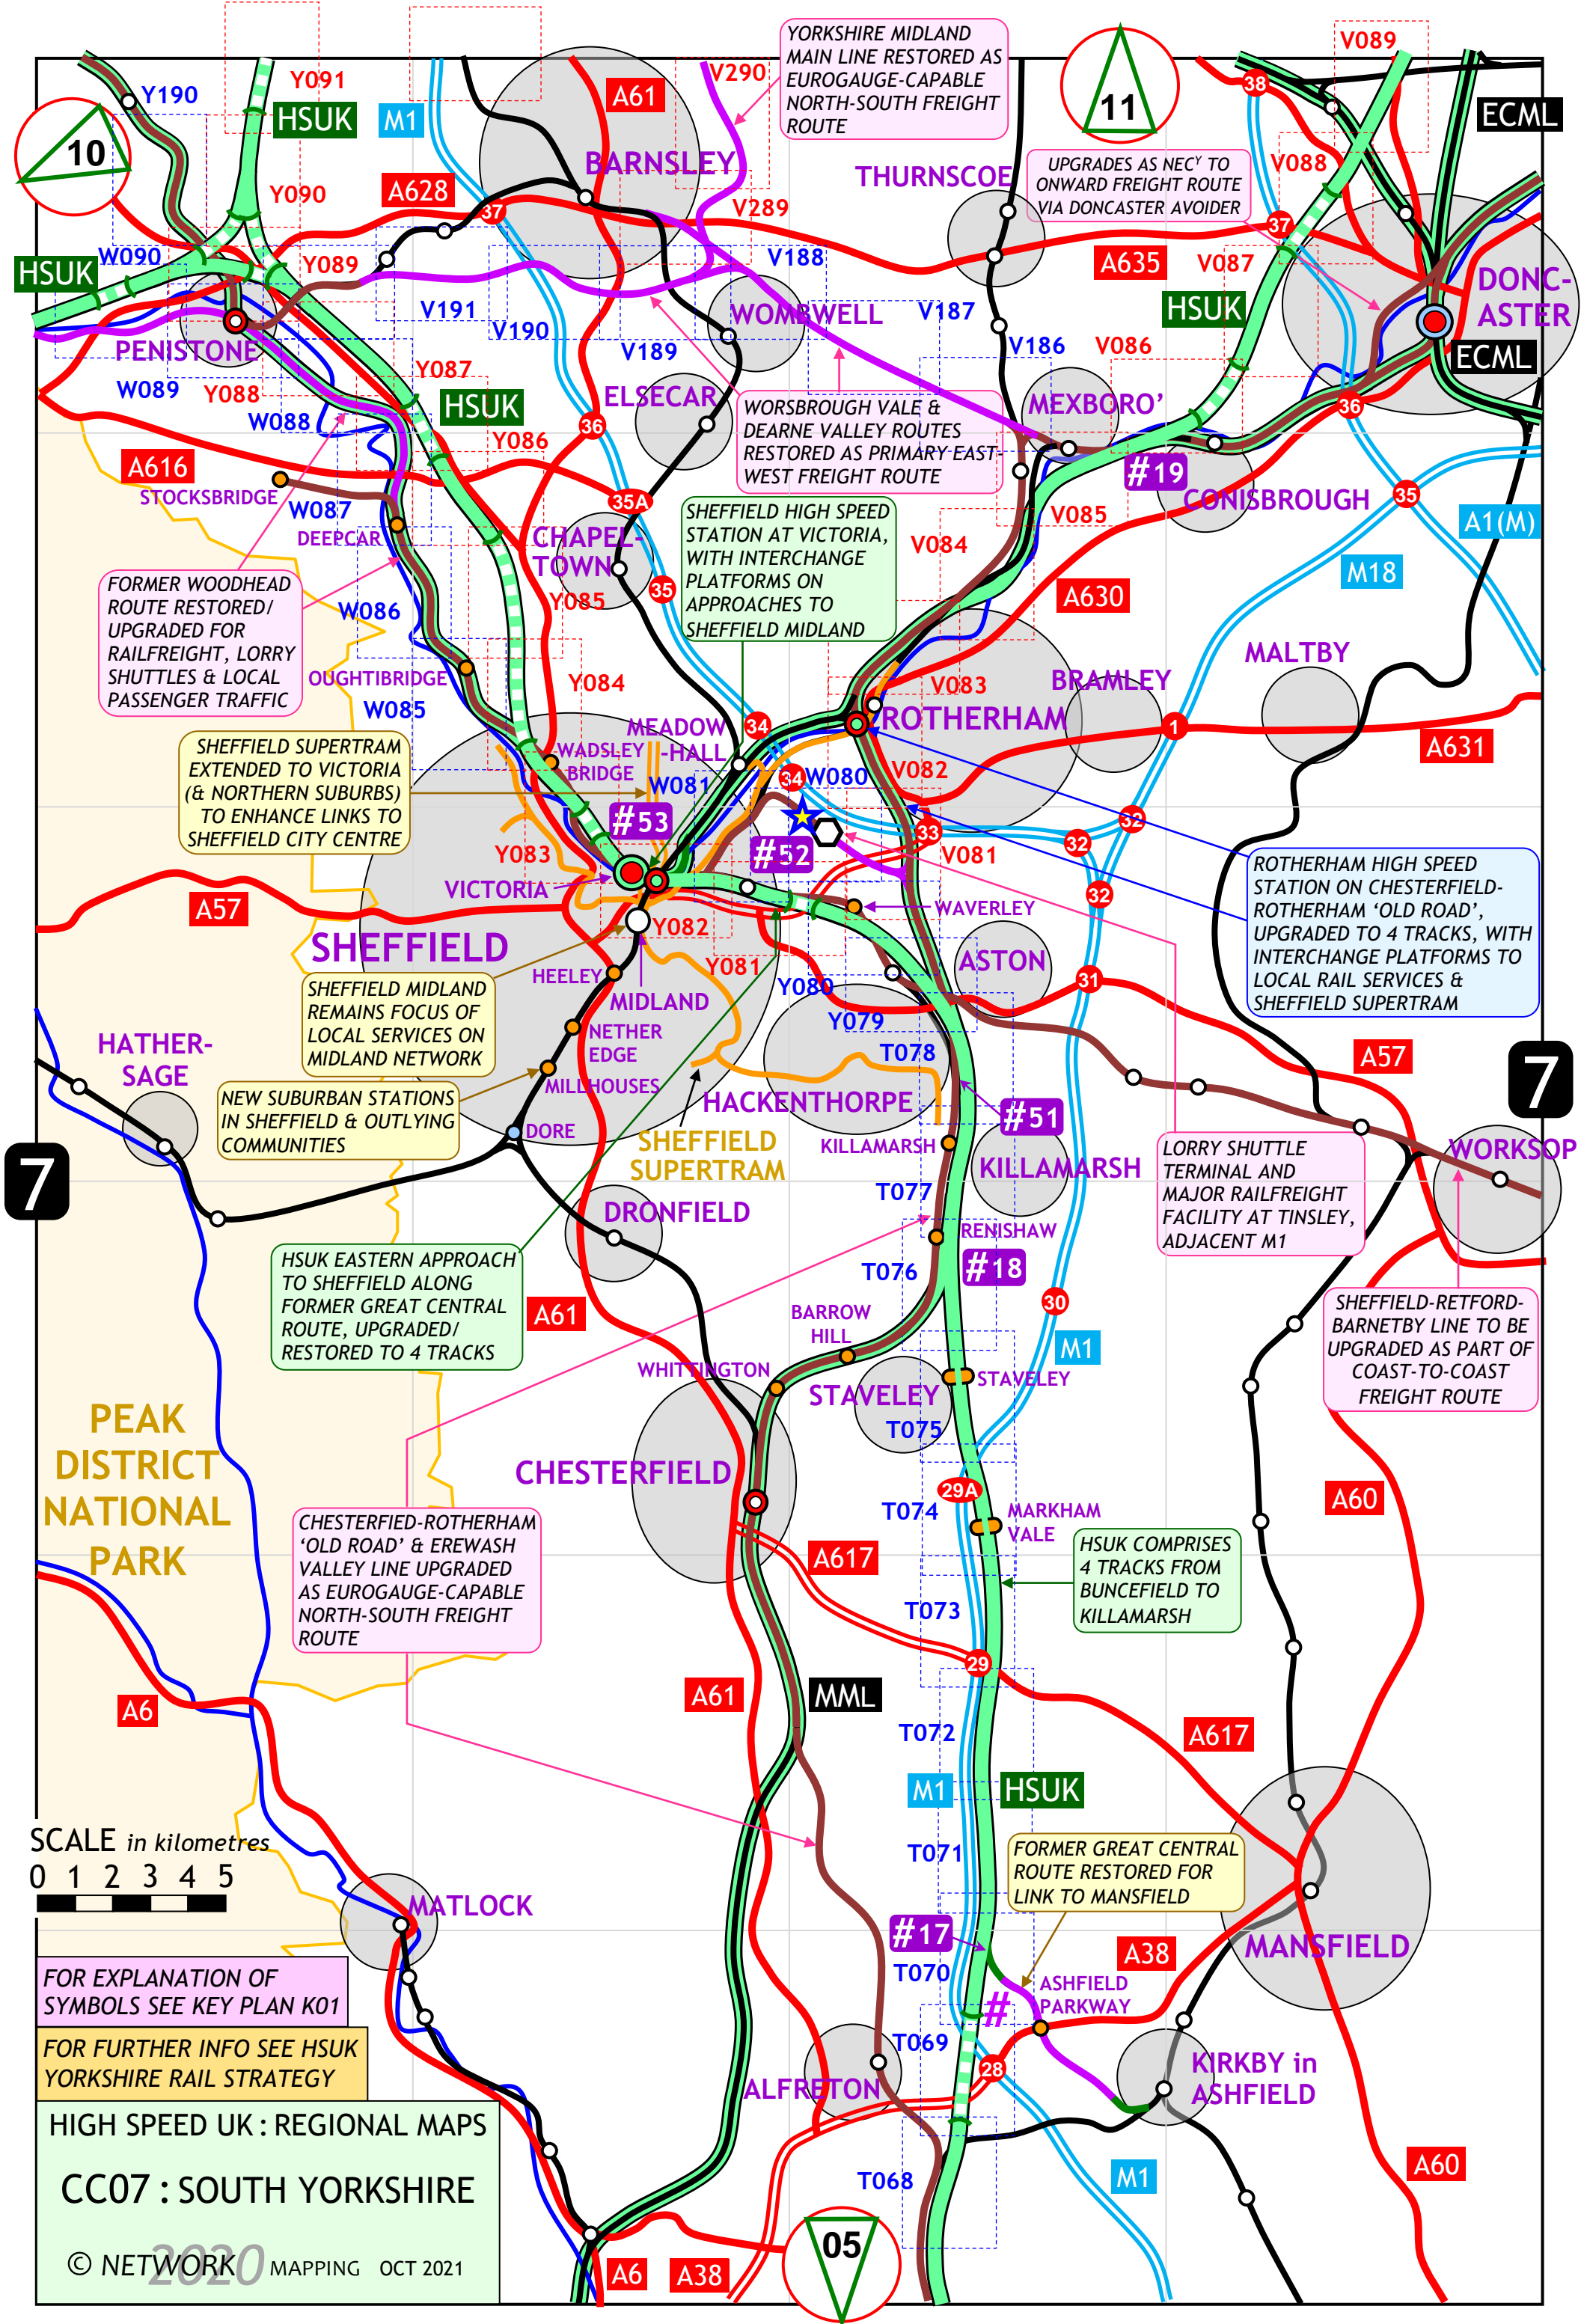 YORKSHIRE MIDLAND
MAIN LINE RESTORED AS
EUROGAUGE-CAPABLE
NORTH-SOUTH FREIGHT
ROUTE
V089
V290
Y091
Y190
A61
11
38
ECML
HSUK
M1
10
BARNSLEY
THURNSCOE
UPGRADES AS NECY TO
ONWARD FREIGHT ROUTE
VIA DONCASTER AVOIDER
V088
Y090
A628
37
V289
37
W090
HSUK
Y089
V188
A635
V087
DONC-
ASTER
V191
V190
V189
WOMBWELL
V187
HSUK
PENISTONE
V186
V086
ECML
W089
Y088
Y087
HSUK
ELSECAR
MEXBORO'
36
W088
Y086
36
WORSBROUGH VALE &
DEARNE VALLEY ROUTES
RESTORED AS PRIMARY EAST-
WEST FREIGHT ROUTE
A616
STOCKSBRIDGE
#19
CONISBROUGH
35
35A
W087
DEEPCAR
CHAPEL-
TOWN
SHEFFIELD HIGH SPEED
STATION AT VICTORIA,
WITH INTERCHANGE
PLATFORMS ON
APPROACHES TO
SHEFFIELD MIDLAND
V085
V084
A1(M)
M18
FORMER WOODHEAD
ROUTE RESTORED/
UPGRADED FOR
RAILFREIGHT, LORRY
SHUTTLES & LOCAL
PASSENGER TRAFFIC
W086
Y085
35
A630
OUGHTIBRIDGE
Y084
V083
BRAMLEY
MALTBY
W085
MEADOW
-HALL
34
ROTHERHAM
1
A631
SHEFFIELD SUPERTRAM
EXTENDED TO VICTORIA
(& NORTHERN SUBURBS)
TO ENHANCE LINKS TO
SHEFFIELD CITY CENTRE
WADSLEY
BRIDGE
W081
34
W080
V082
#53
32
33
32
Y083
#52
V081
VICTORIA
A57
32
WAVERLEY
ROTHERHAM HIGH SPEED
STATION ON CHESTERFIELD-
ROTHERHAM 'OLD ROAD',
UPGRADED TO 4 TRACKS, WITH
INTERCHANGE PLATFORMS TO
LOCAL RAIL SERVICES &
SHEFFIELD SUPERTRAM
SHEFFIELD
Y082
Y081
ASTON
HEELEY
Y080
31
SHEFFIELD MIDLAND
REMAINS FOCUS OF
LOCAL SERVICES ON
MIDLAND NETWORK
MIDLAND
Y079
HATHER-
SAGE
NETHER
EDGE
T078
A57
7
MILLHOUSES
NEW SUBURBAN STATIONS
IN SHEFFIELD & OUTLYING
COMMUNITIES
HACKENTHORPE
#51
DORE
SHEFFIELD
SUPERTRAM
KILLAMARSH
KILLAMARSH
LORRY SHUTTLE
TERMINAL AND
MAJOR RAILFREIGHT
FACILITY AT TINSLEY,
ADJACENT M1
WORKSOP
7
T077
DRONFIELD
RENISHAW
HSUK EASTERN APPROACH
TO SHEFFIELD ALONG
FORMER GREAT CENTRAL
ROUTE, UPGRADED/
RESTORED TO 4 TRACKS
T076
#18
A61
BARROW
HILL
30
M1
SHEFFIELD-RETFORD-
BARNETBY LINE TO BE
UPGRADED AS PART OF
COAST-TO-COAST
FREIGHT ROUTE
WHITTINGTON
STAVELEY
STAVELEY
PEAK
DISTRICT
NATIONAL
PARK
T075
CHESTERFIELD
29A
T074
MARKHAM
VALE
A60
CHESTERFIED-ROTHERHAM
'OLD ROAD' & EREWASH
VALLEY LINE UPGRADED
AS EUROGAUGE-CAPABLE
NORTH-SOUTH FREIGHT
ROUTE
A617
HSUK COMPRISES
4 TRACKS FROM
BUNCEFIELD TO
KILLAMARSH
T073
29
A6
A61
MML
T072
A617
M1
HSUK
SCALE in kilometres
0 1 2 3 4 5
T071
FORMER GREAT CENTRAL
ROUTE RESTORED FOR
LINK TO MANSFIELD
MATLOCK
#17
A38
MANSFIELD
T070
ASHFIELD
PARKWAY
#
FOR EXPLANATION OF
SYMBOLS SEE KEY PLAN K01
FOR FURTHER INFO SEE HSUK
YORKSHIRE RAIL STRATEGY
T069
28
ALFRETON
KIRKBY in
ASHFIELD
HIGH SPEED UK : REGIONAL MAPS
CC07 : SOUTH YORKSHIRE
© NETWORK 2020 MAPPING OCT 2021
T068
M1
A60
05
A6
A38